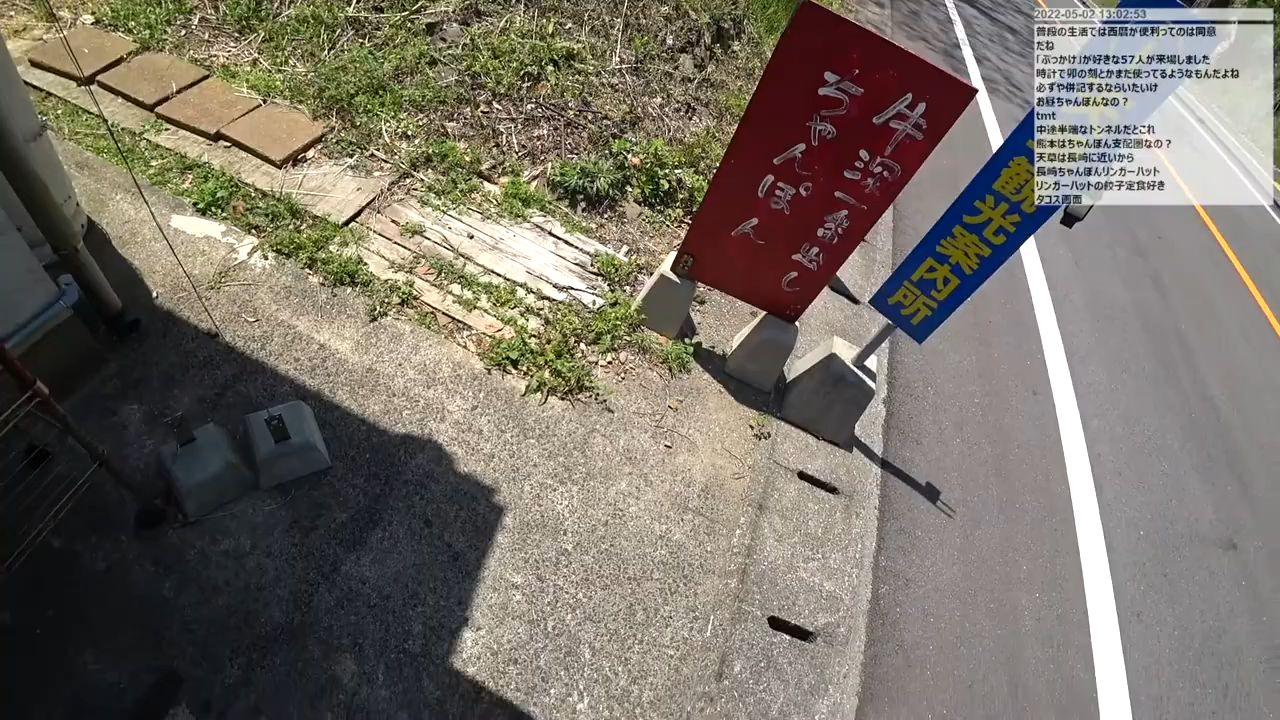 2022-05-02 13:02:53
普段の生活では西暦が便利ってのは同意
だね
「ぶっかけ」が好きな57人が来場しました
時計で卯の刻とかまだ使ってるようなもんだよね
必ずや併記するならいたいけ
お昼ちゃんぽんなの？
tmt
中途半端なトンネルだとこれ
熊本はちゃんぽん支配圏なの？
天草は長崎に近いから
長崎ちゃんぽんリンガーハット
リンガーハットの餃子定食好き
タコス画面
牛深一番出し
ちゃんぽん
観光案内所